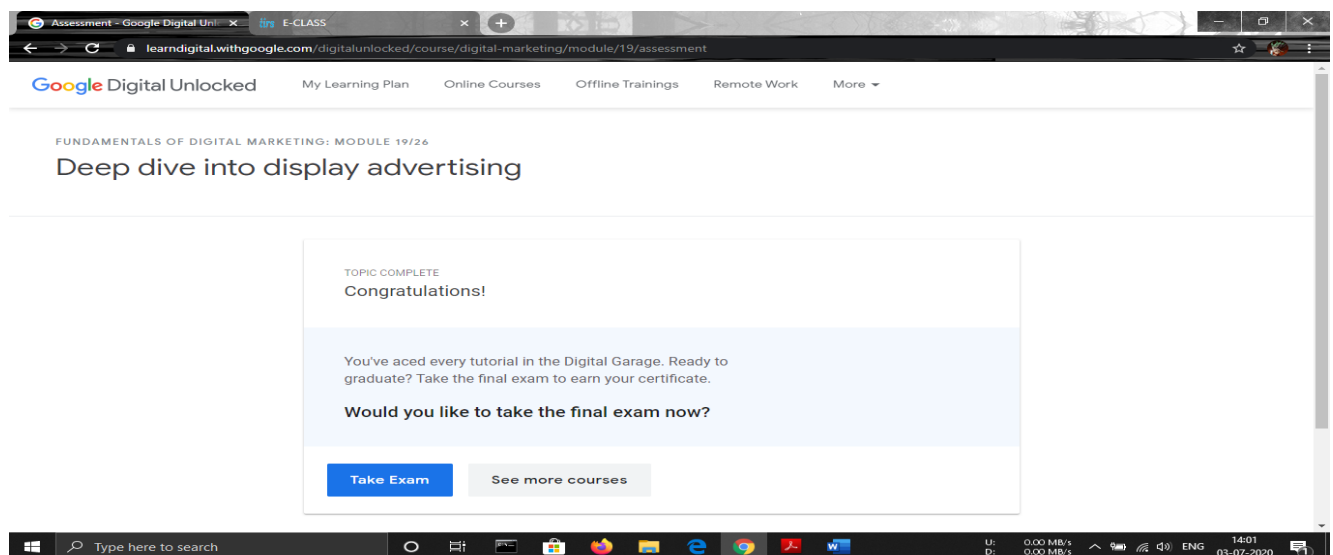 Assessment - Google Digital Unl
E-CLASS
learndigital.withgoogle.com/digitalunlocked/course/digital-marketing/module/19/assessment
Google Digital Unlocked
My Learning Plan
Online Courses
Offline Trainings
Remote Work
More
FUNDAMENTALS OF DIGITAL MARKETING: MODULE 19/26
Deep dive into display advertising
TOPIC COMPLETE
Congratulations!
You've aced every tutorial in the Digital Garage. Ready to
graduate? Take the final exam to earn your certificate.
Would you like to take the final exam now?
Take Exam
See more courses
Type here to search
U: 0.00 MB/s
D: 0.00 MB/s
ENG
14:01
03-07-2020